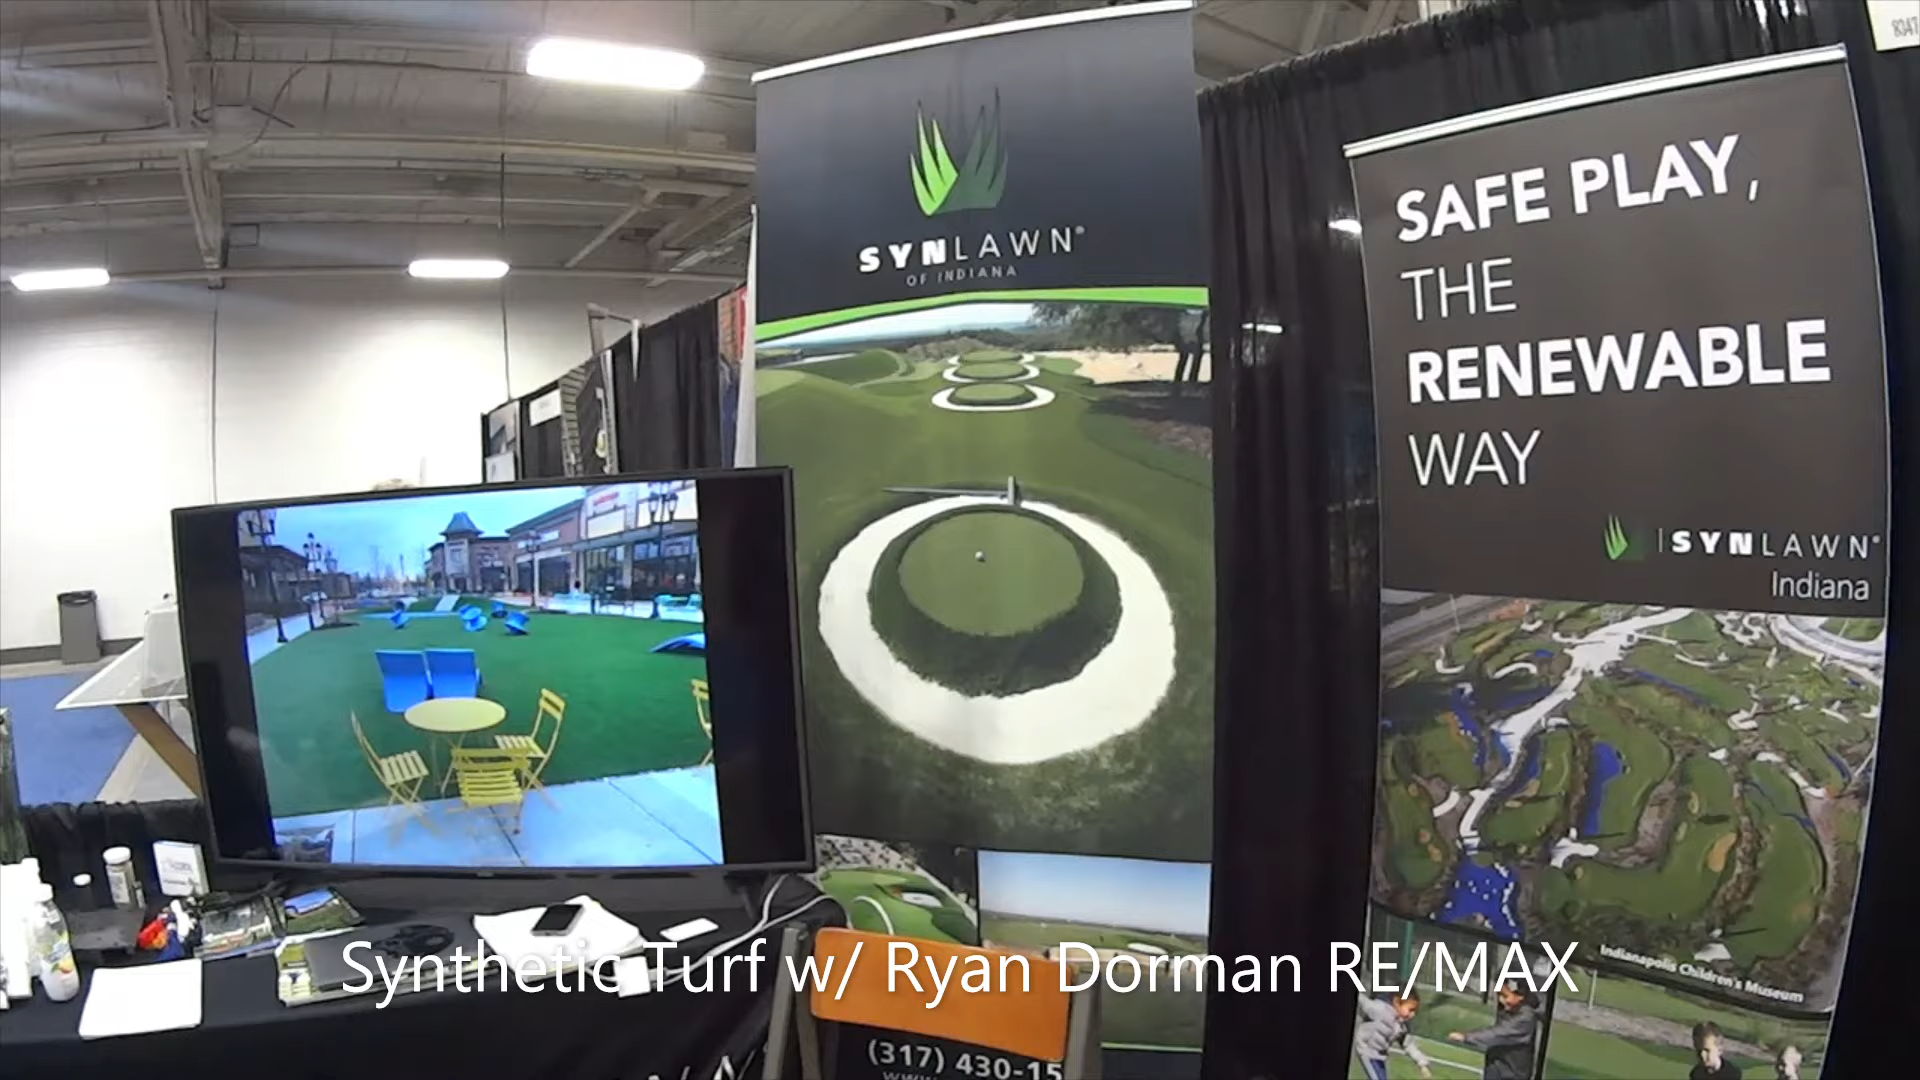 SYNLAWN®
OF INDIANA
SAFE PLAY,
THE
RENEWABLE
WAY
SYNLAWN®
Indiana
Indianapolis Children's Museum
Synthetic Turf w/ Ryan Dorman RE/MAX
(317) 430-15